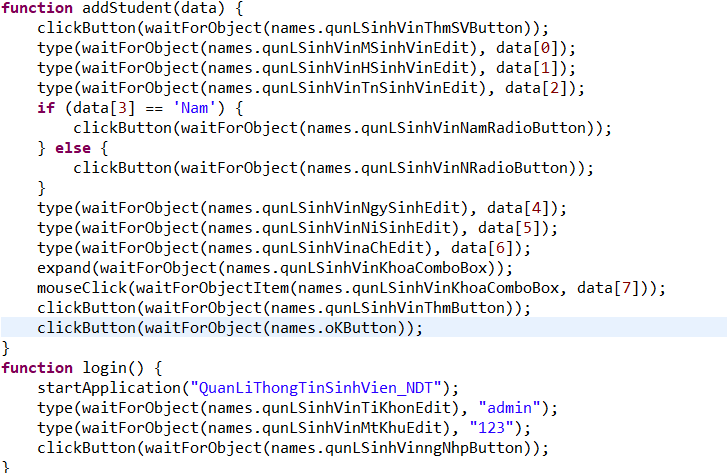 function addStudent(data) {
    clickButton(waitForObject(names.qunLSinhVinThmSVButton));
    type(waitForObject(names.qunLSinhVinMSinhVinEdit), data[0]);
    type(waitForObject(names.qunLSinhVinHSinhVinEdit), data[1]);
    type(waitForObject(names.qunLSinhVinTnSinhVinEdit), data[2]);
    if (data[3] == 'Nam') {
        clickButton(waitForObject(names.qunLSinhVinNamRadioButton));
    } else {
        clickButton(waitForObject(names.qunLSinhVinNRadioButton));
    }
    type(waitForObject(names.qunLSinhVinNgySinhEdit), data[4]);
    type(waitForObject(names.qunLSinhVinNiSinhEdit), data[5]);
    type(waitForObject(names.qunLSinhVinaChEdit), data[6]);
    expand(waitForObject(names.qunLSinhVinKhoaComboBox));
    mouseClick(waitForObjectItem(names.qunLSinhVinKhoaComboBox, data[7]));
    clickButton(waitForObject(names.qunLSinhVinThmButton));
    clickButton(waitForObject(names.oKButton));
}
function login() {
    startApplication("QuanLiThongTinSinhVien_NDT");
    type(waitForObject(names.qunLSinhVinTiKhonEdit), "admin");
    type(waitForObject(names.qunLSinhVinMtKhuEdit), "123");
    clickButton(waitForObject(names.qunLSinhVinngNhpButton));
}